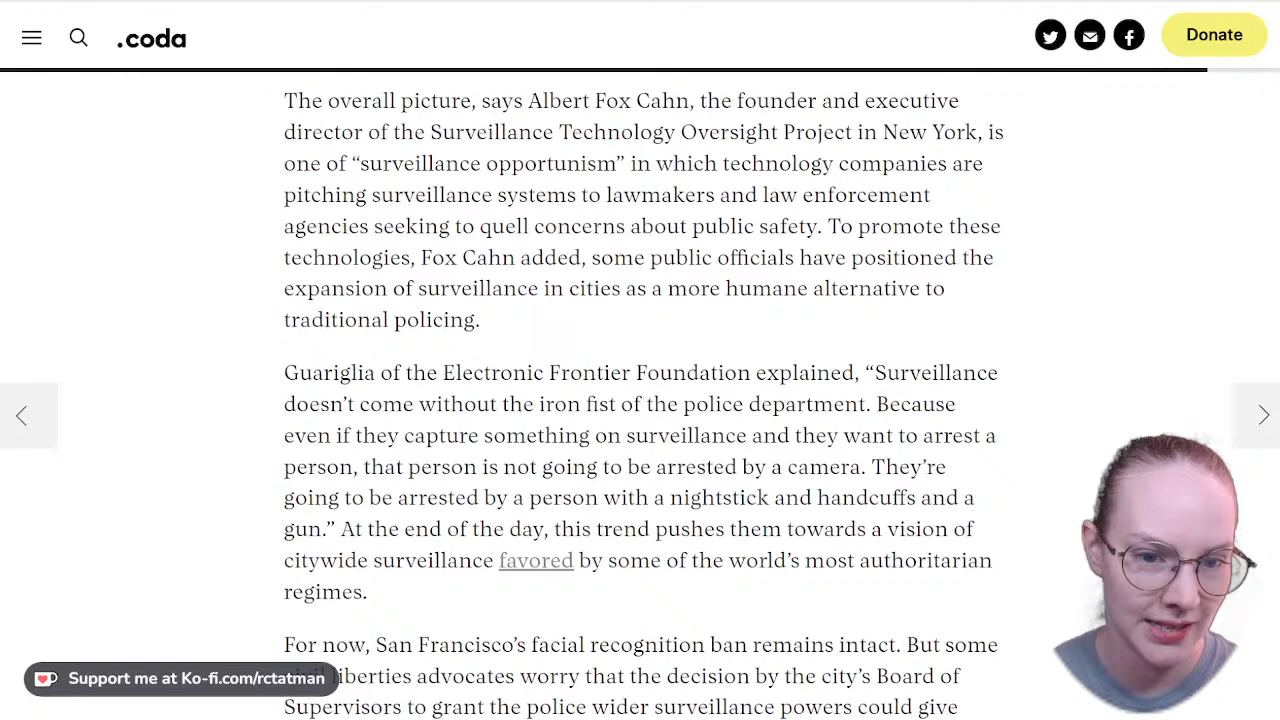 .coda
Donate
The overall picture, says Albert Fox Cahn, the founder and executive
director of the Surveillance Technology Oversight Project in New York, is
one of “surveillance opportunism” in which technology companies are
pitching surveillance systems to lawmakers and law enforcement
agencies seeking to quell concerns about public safety. To promote these
technologies, Fox Cahn added, some public officials have positioned the
expansion of surveillance in cities as a more humane alternative to
traditional policing.
Guariglia of the Electronic Frontier Foundation explained, “Surveillance
doesn’t come without the iron fist of the police department. Because
even if they capture something on surveillance and they want to arrest a
person, that person is not going to be arrested by a camera. They’re
going to be arrested by a person with a nightstick and handcuffs and a
gun.” At the end of the day, this trend pushes them towards a vision of
citywide surveillance favored by some of the world’s most authoritarian
regimes.
For now, San Francisco’s facial recognition ban remains intact. But some
liberties advocates worry that the decision by the city’s Board of
Supervisors to grant the police wider surveillance powers could give
Support me at Ko-fi.com/rctatman